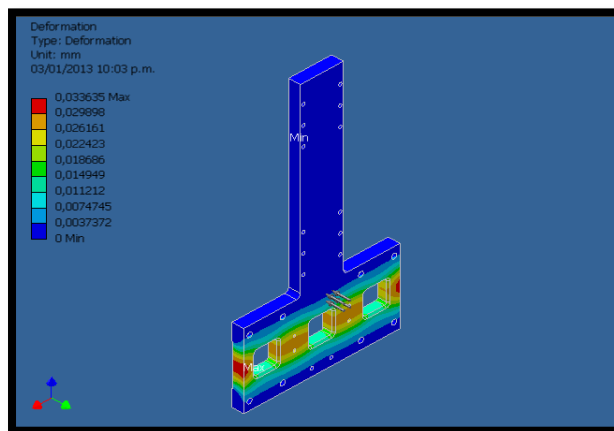 Deformation
Type: Deformation
Unit: mm
03/01/2013 10:03 p.m.
0,033635 Max
0,029898
0,026161
0,022423
0,018686
0,014949
0,011212
0,0074745
0,0037372
0 Min
Min
Max